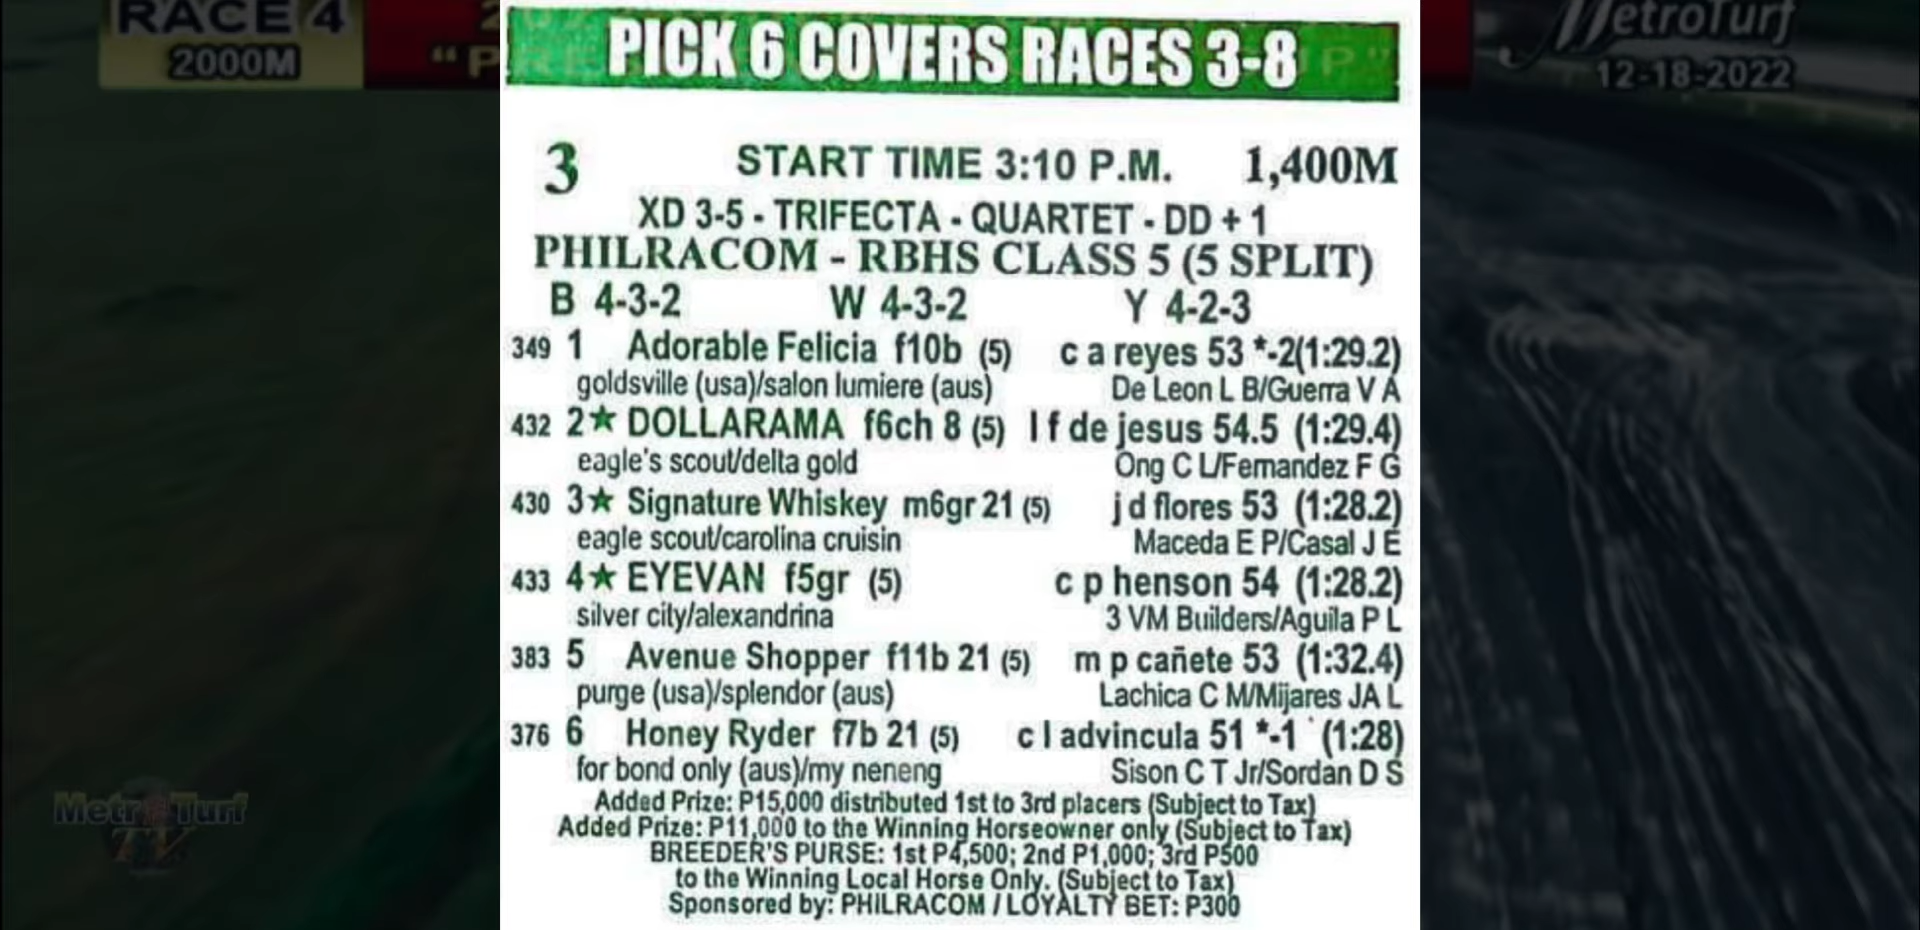 RACE 4
2000M
MetroTurf
12-18-2022
PICK 6 COVERS RACES 3-8
3 START TIME 3:10 P.M. 1,400M
XD 3-5 - TRIFECTA - QUARTET - DD + 1
PHILRACOM - RBHS CLASS 5 (5 SPLIT)
B 4-3-2 W 4-3-2 Y 4-2-3
349 1 Adorable Felicia f10b (5) c a reyes 53 *-2(1:29.2)
goldsville (usa)/salon lumiere (aus) De Leon L B/Guerra V A
432 2★ DOLLARAMA f6ch 8 (5) l f de jesus 54.5 (1:29.4)
eagle's scout/delta gold Ong C L/Fernandez F G
430 3★ Signature Whiskey m6gr 21 (5) j d flores 53 (1:28.2)
eagle scout/carolina cruisin Maceda E P/Casal J E
433 4★ EYEVAN f5gr (5) c p henson 54 (1:28.2)
silver city/alexandrina 3 VM Builders/Aguila P L
383 5 Avenue Shopper f11b 21 (5) m p cañete 53 (1:32.4)
purge (usa)/splendor (aus) Lachica C M/Mijares JA L
376 6 Honey Ryder f7b 21 (5) c l advincula 51 *-1 (1:28)
for bond only (aus)/my neneng Sison C T Jr/Sordan D S
Added Prize: P15,000 distributed 1st to 3rd placers (Subject to Tax)
Added Prize: P11,000 to the Winning Horseowner only (Subject to Tax)
BREEDER'S PURSE: 1st P4,500; 2nd P1,000; 3rd P500
to the Winning Local Horse Only. (Subject to Tax)
Sponsored by: PHILRACOM / LOYALTY BET: P300
MetroTurf
TV